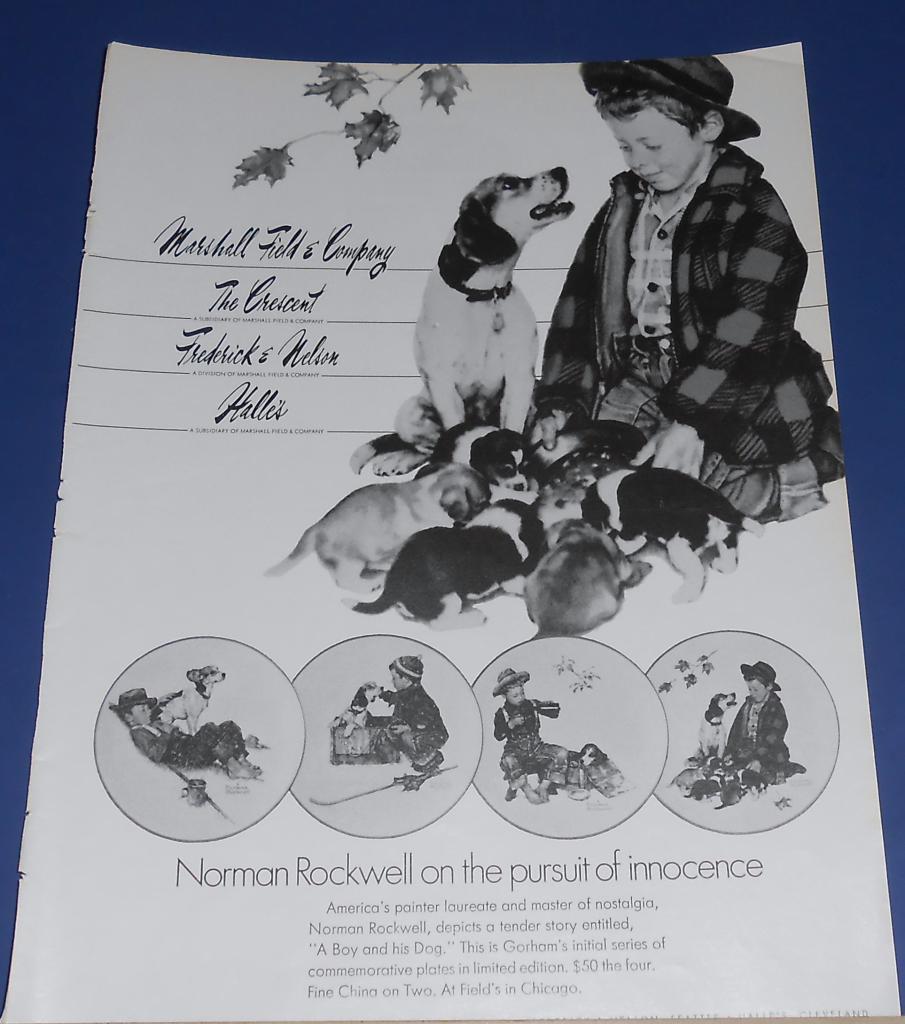 Marshall Field & Company
The Crescent
A SUBSIDIARY OF MARSHALL FIELD & COMPANY
Frederick & Nelson
A DIVISION OF MARSHALL FIELD & COMPANY
Halle's
A SUBSIDIARY OF MARSHALL FIELD & COMPANY
Norman Rockwell on the pursuit of innocence
America's painter laureate and master of nostalgia,
Norman Rockwell, depicts a tender story entitled,
"A Boy and his Dog." This is Gorham's initial series of
commemorative plates in limited edition. $50 the four.
Fine China on Two. At Field's in Chicago.
SEATTLE HALLE'S CLEVELAND